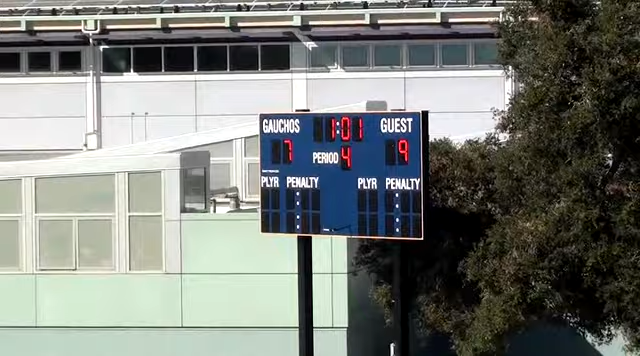 GAUCHOS 1:01 GUEST
7 PERIOD 4 9
PLYR PENALTY PLYR PENALTY